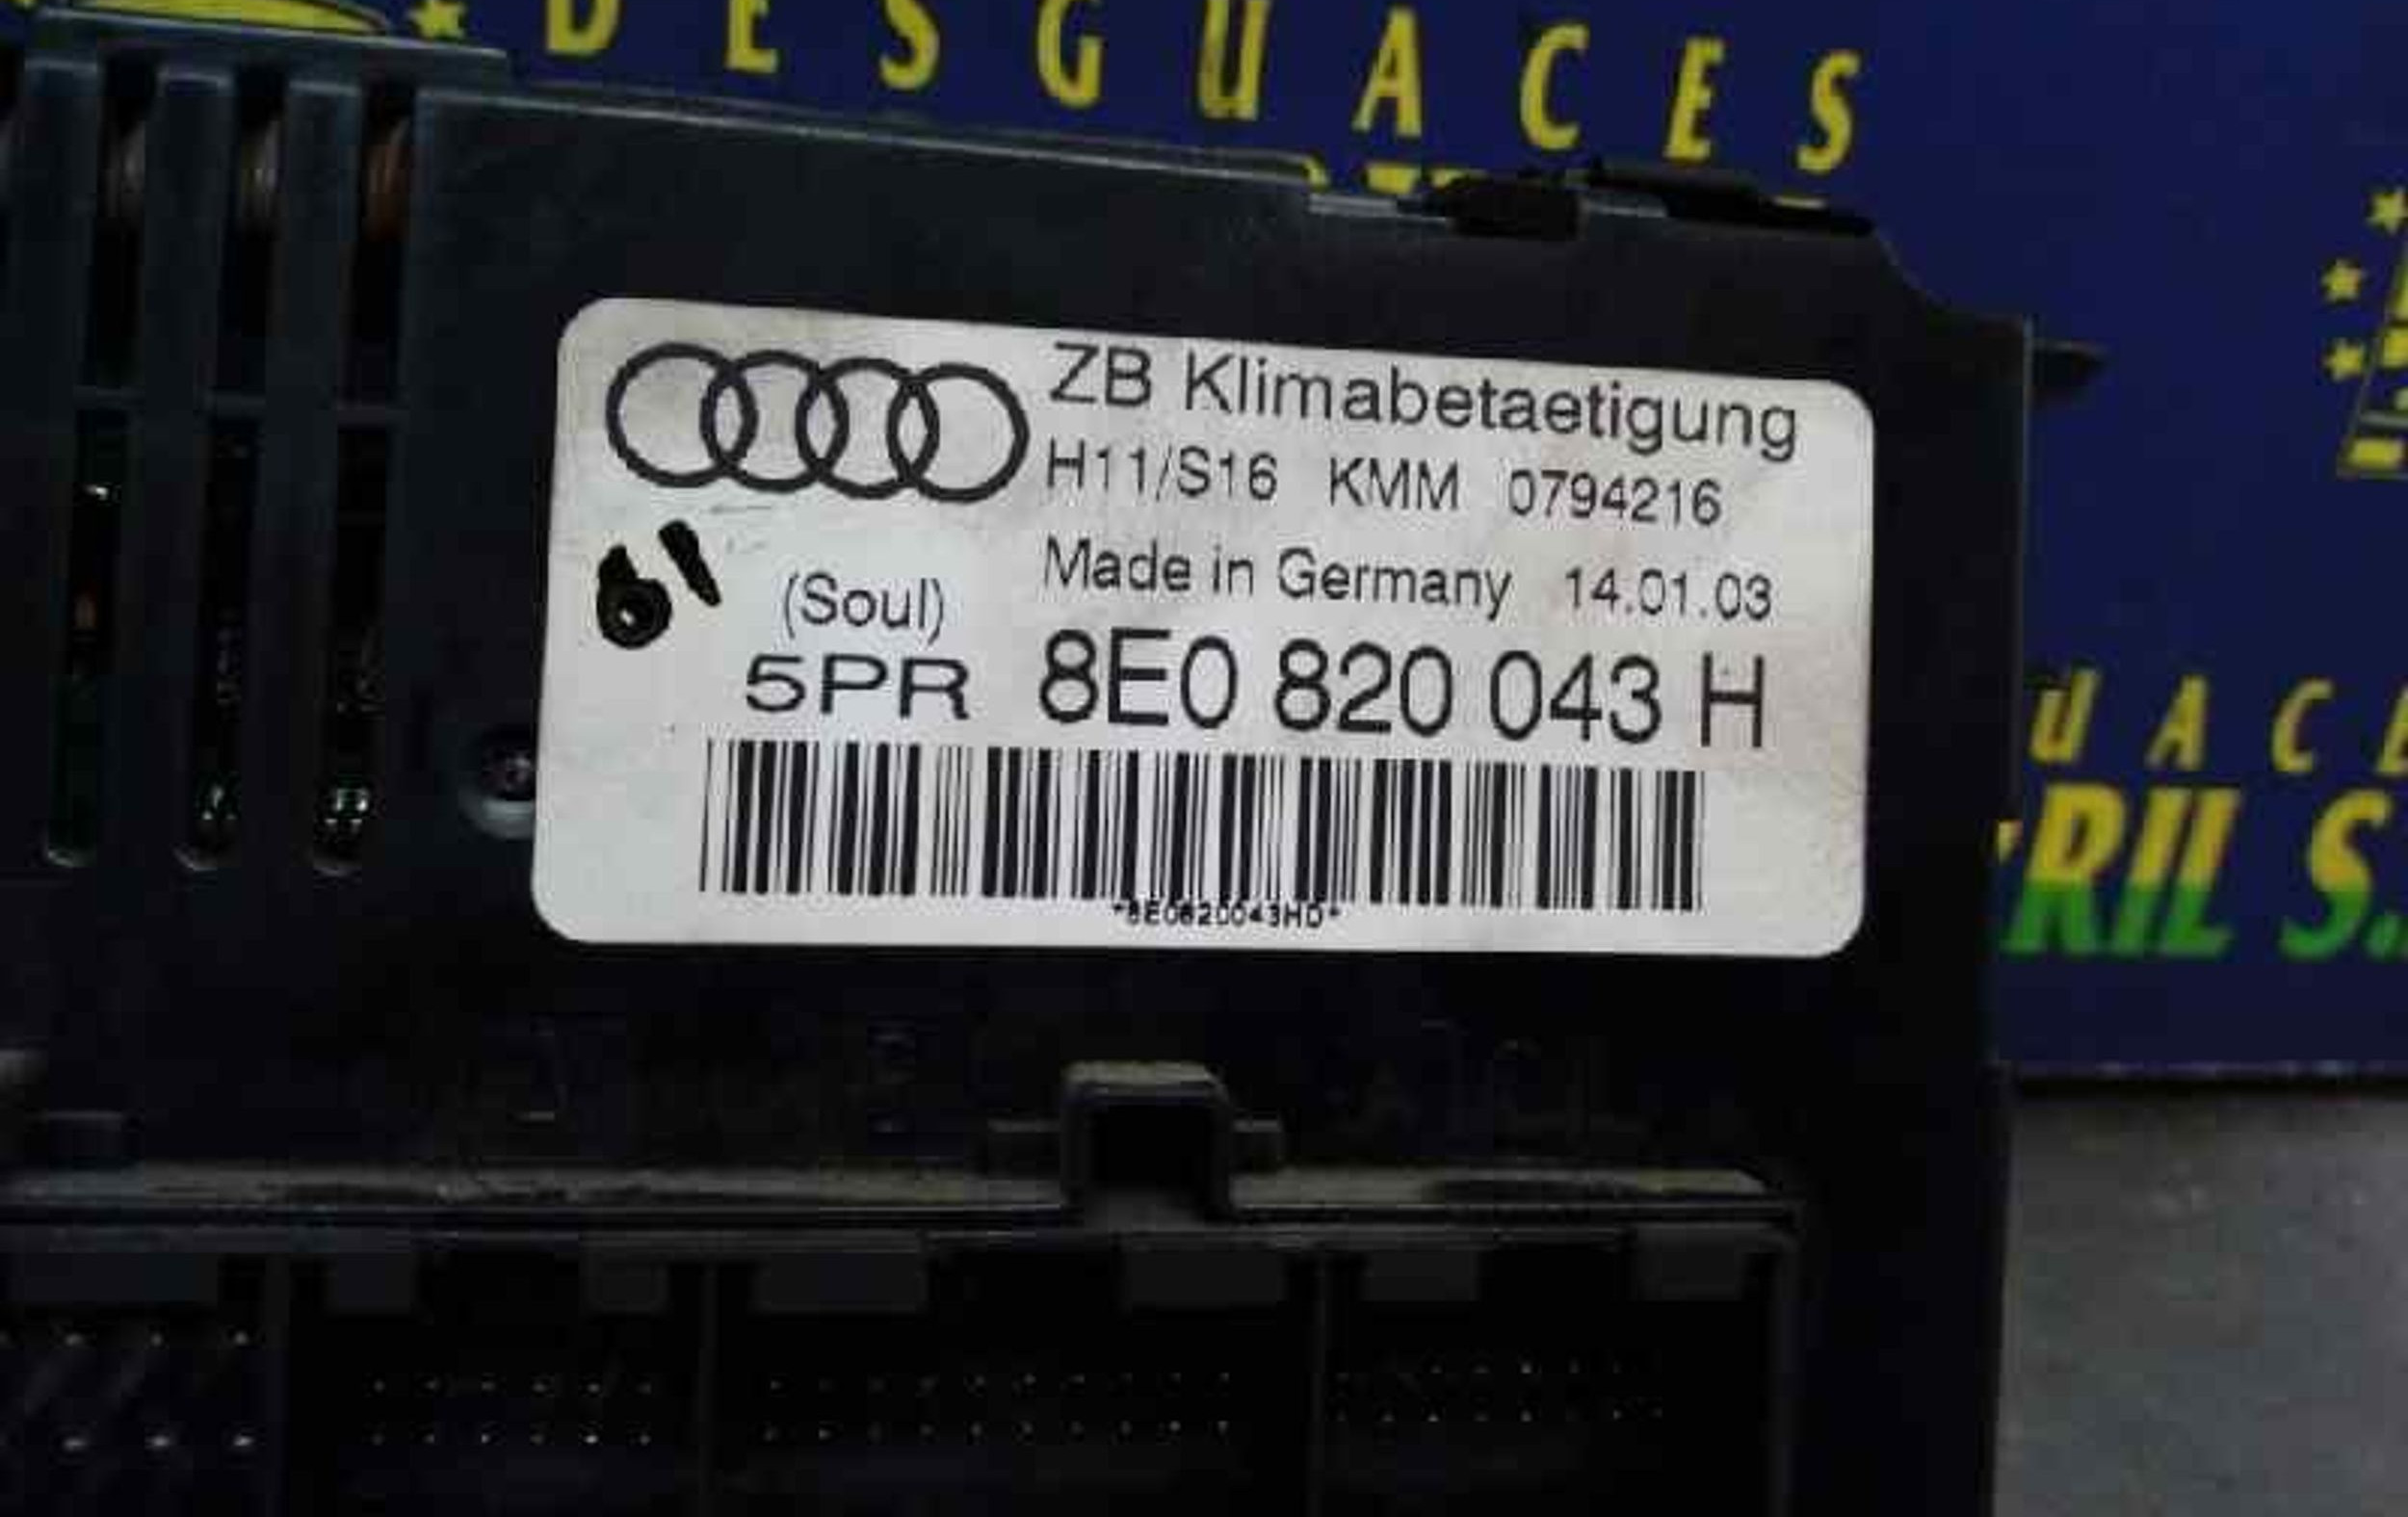 DESGUACES
ZB Klimabetaetigung
H11/S16 KMM 0794216
Made in Germany 14.01.03
(Soul)
5PR 8E0 820 043 H
*8E0820043HD*
UACE
RIL S.